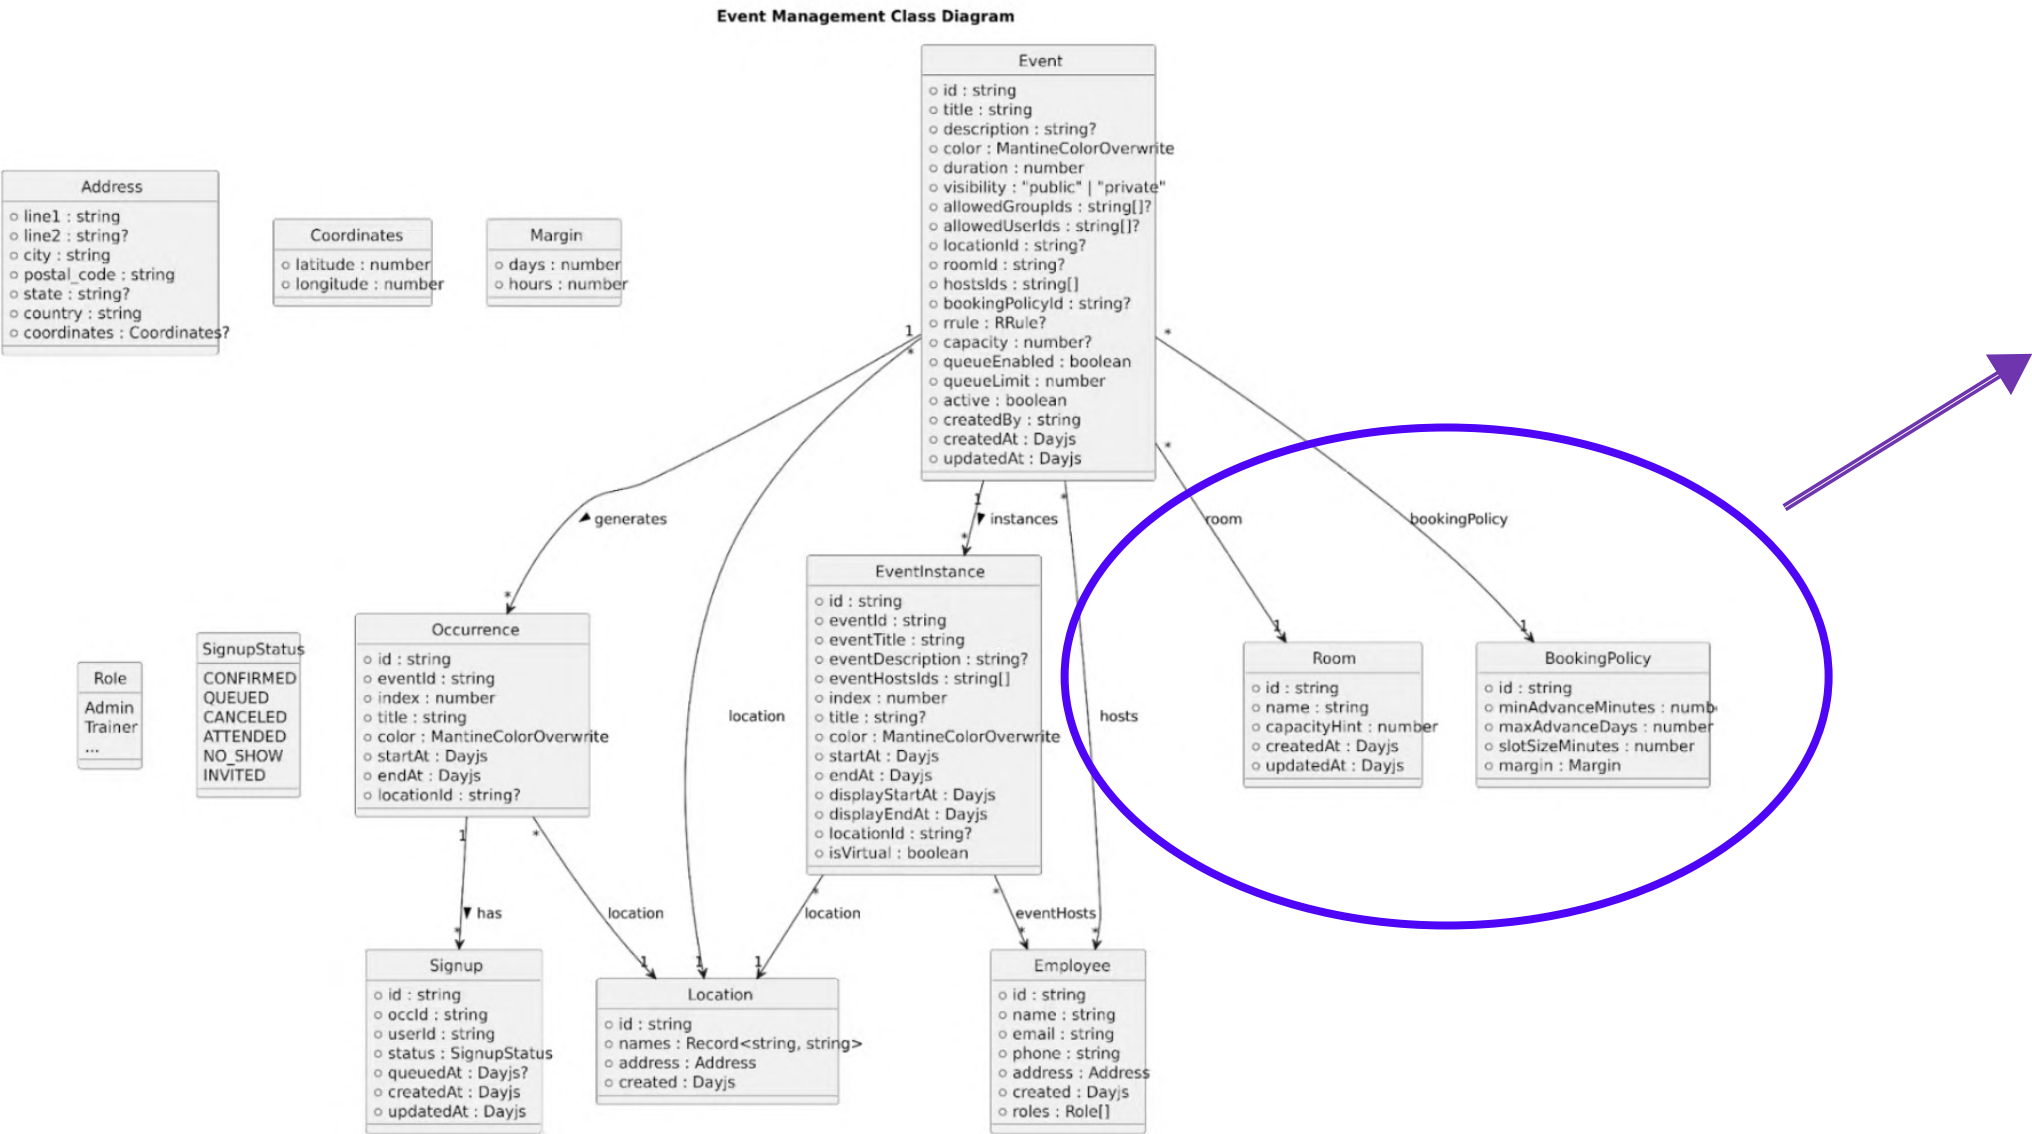 Event Management Class Diagram
Event
id : string
title : string
description : string?
color : MantineColorOverwrite
duration : number
visibility : "public" | "private"
allowedGroupIds : string[]?
allowedUserIds : string[]?
locationId : string?
roomId : string?
hostsIds : string[]
bookingPolicyId : string?
rrule : RRule?
capacity : number?
queueEnabled : boolean
queueLimit : number
active : boolean
createdBy : string
createdAt : Dayjs
updatedAt : Dayjs
Address
line1 : string
line2 : string?
city : string
postal_code : string
state : string?
country : string
coordinates : Coordinates?
Coordinates
latitude : number
longitude : number
Margin
days : number
hours : number
1
*
*
*
1
*
generates
instances
room
bookingPolicy
*
*
1
1
EventInstance
id : string
eventId : string
eventTitle : string
eventDescription : string?
eventHostsIds : string[]
index : number
title : string?
color : MantineColorOverwrite
startAt : Dayjs
endAt : Dayjs
displayStartAt : Dayjs
displayEndAt : Dayjs
locationId : string?
isVirtual : boolean
Occurrence
id : string
eventId : string
index : number
title : string
color : MantineColorOverwrite
startAt : Dayjs
endAt : Dayjs
locationId : string?
SignupStatus
CONFIRMED
QUEUED
CANCELED
ATTENDED
NO_SHOW
INVITED
Role
Admin
Trainer
...
location
hosts
Room
id : string
name : string
capacityHint : number
createdAt : Dayjs
updatedAt : Dayjs
BookingPolicy
id : string
minAdvanceMinutes : numb
maxAdvanceDays : number
slotSizeMinutes : number
margin : Margin
1
*
*
*
has
location
location
eventHosts
*
1
1
1
*
*
Signup
id : string
occId : string
userId : string
status : SignupStatus
queuedAt : Dayjs?
createdAt : Dayjs
updatedAt : Dayjs
Location
id : string
names : Record<string, string>
address : Address
created : Dayjs
Employee
id : string
name : string
email : string
phone : string
address : Address
created : Dayjs
roles : Role[]